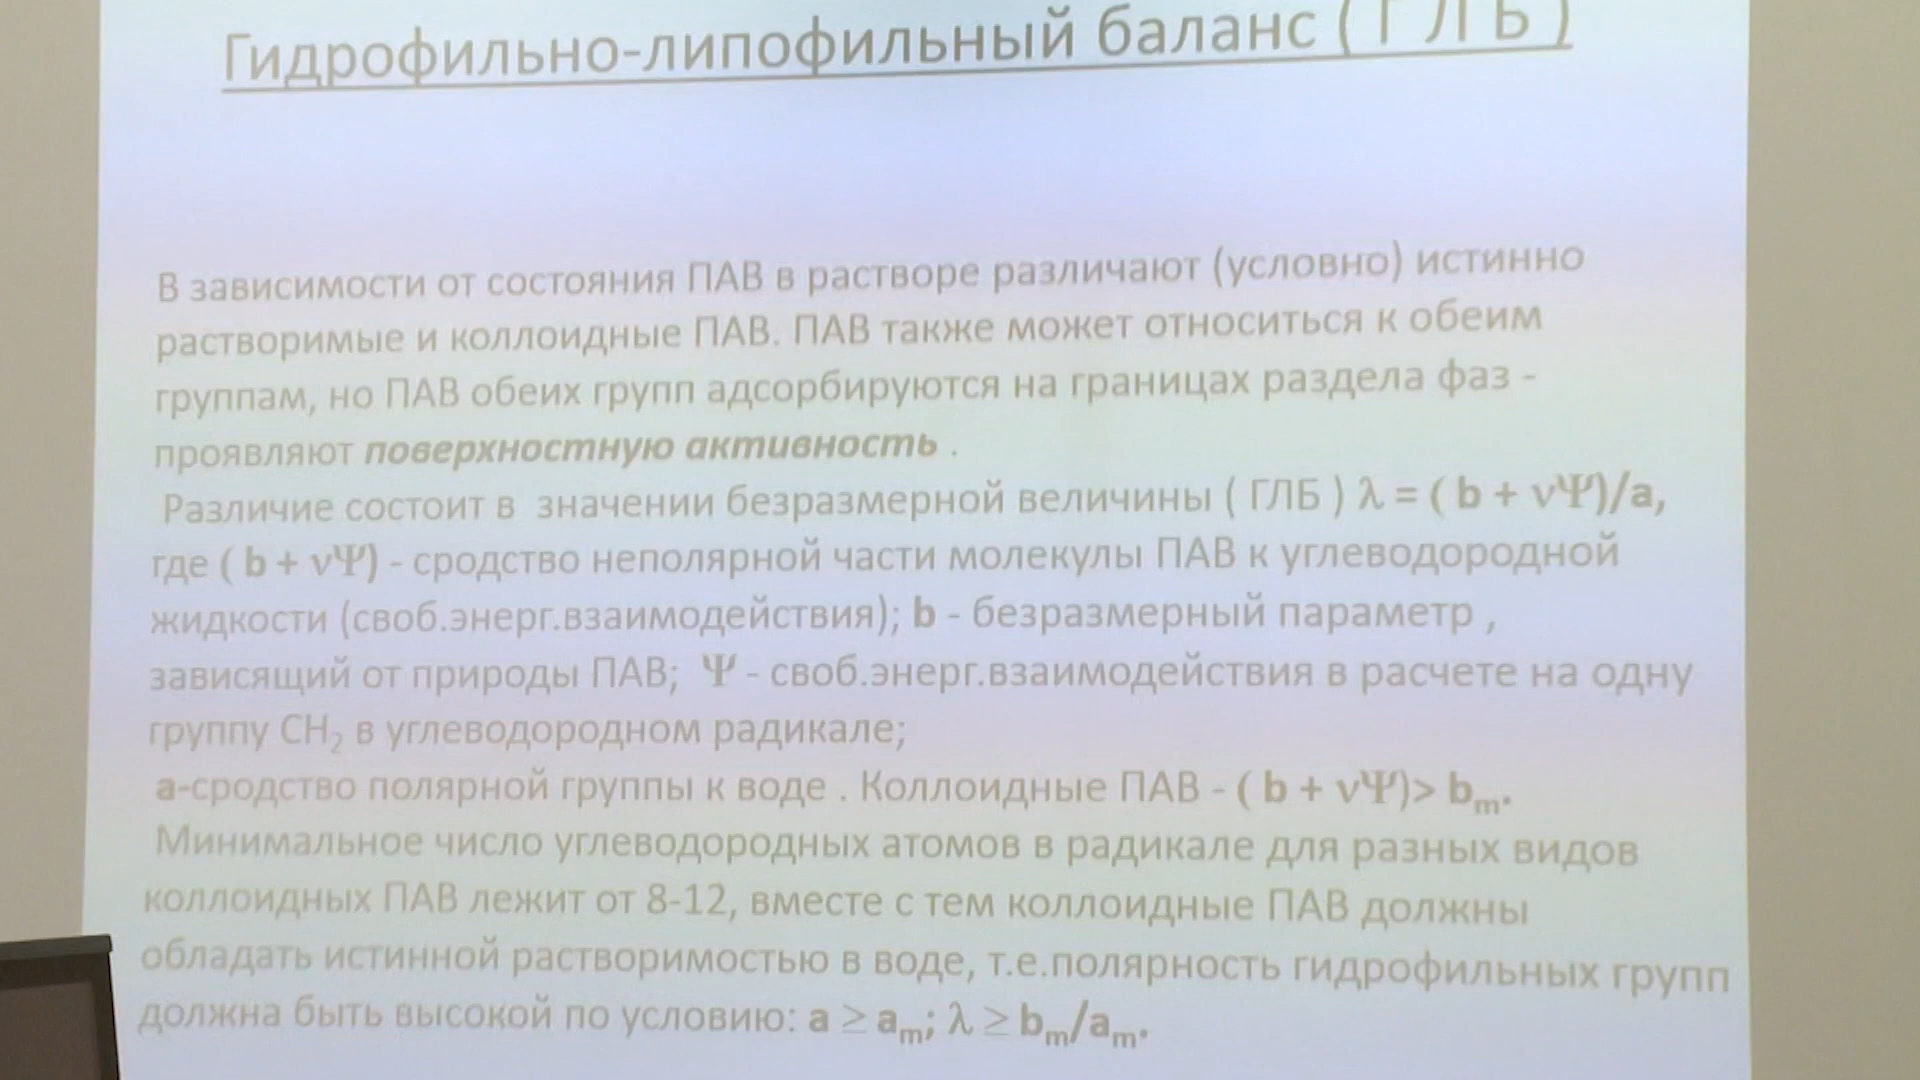 Гидрофильно-липофильный баланс ( Г Л Б )
В зависимости от состояния ПАВ в растворе различают (условно) истинно
растворимые и коллоидные ПАВ. ПАВ также может относиться к обеим
группам, но ПАВ обеих групп адсорбируются на границах раздела фаз -
проявляют поверхностную активность .
Различие состоит в значении безразмерной величины ( ГЛБ ) λ = ( b + νΨ)/a,
где ( b + νΨ) - сродство неполярной части молекулы ПАВ к углеводородной
жидкости (своб.энерг.взаимодействия); b - безразмерный параметр ,
зависящий от природы ПАВ; Ψ - своб.энерг.взаимодействия в расчете на одну
группу CH₂ в углеводородном радикале;
а-сродство полярной группы к воде . Коллоидные ПАВ - ( b + νΨ)> bₘ.
Минимальное число углеводородных атомов в радикале для разных видов
коллоидных ПАВ лежит от 8-12, вместе с тем коллоидные ПАВ должны
обладать истинной растворимостью в воде, т.е.полярность гидрофильных групп
должна быть высокой по условию: a ≥ aₘ; λ ≥ bₘ/aₘ.